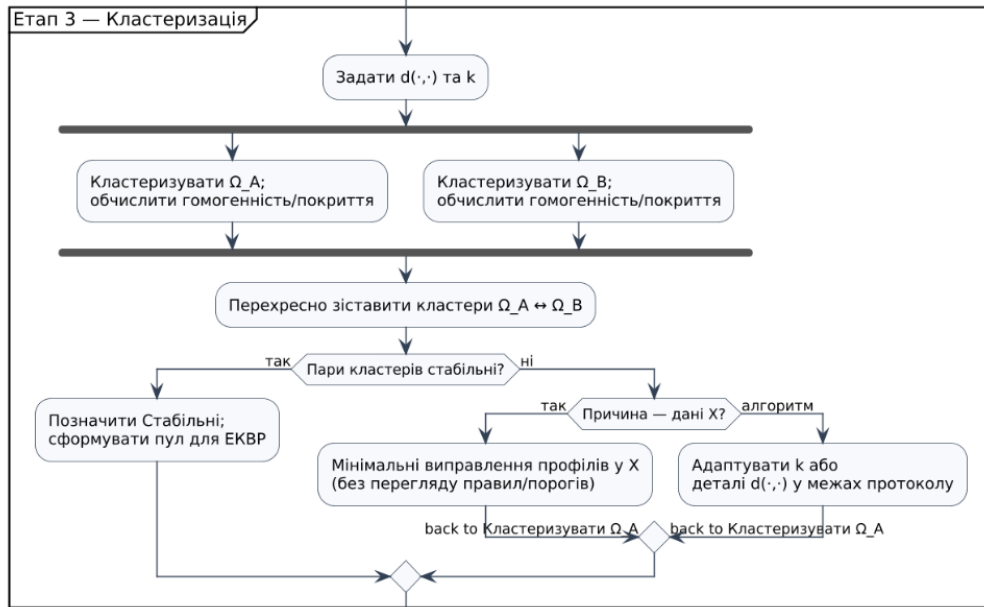 Етап 3 — Кластеризація
Задати d(·,·) та k
Кластеризувати Ω_A;
обчислити гомогенність/покриття
Кластеризувати Ω_B;
обчислити гомогенність/покриття
Перехресно зіставити кластери Ω_A ↔ Ω_B
так
Пари кластерів стабільні?
ні
Позначити Стабільні;
сформувати пул для ЕКВР
так
Причина — дані X?
алгоритм
Мінімальні виправлення профілів у X
(без перегляду правил/порогів)
Адаптувати k або
деталі d(·,·) у межах протоколу
back to Кластеризувати Ω_A
back to Кластеризувати Ω_A